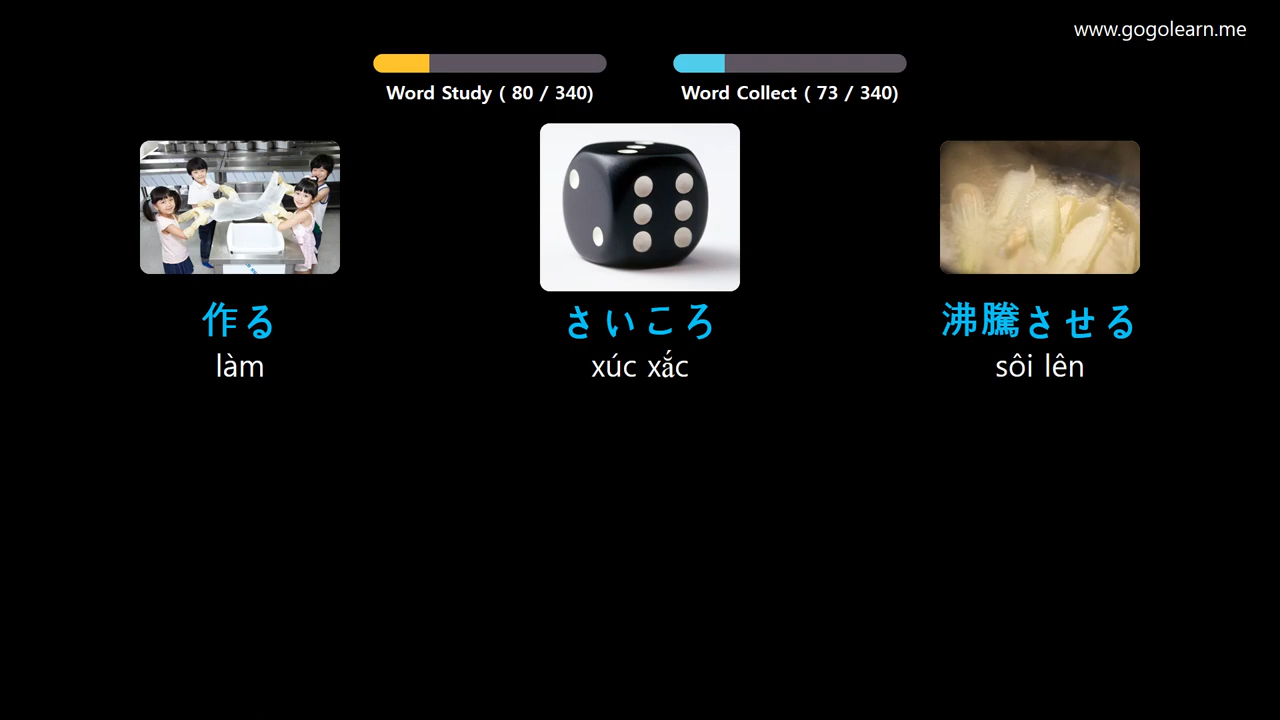 www.gogolearn.me
Word Study ( 80 / 340)
Word Collect ( 73 / 340)
作る
làm
さいころ
xúc xắc
沸騰させる
sôi lên